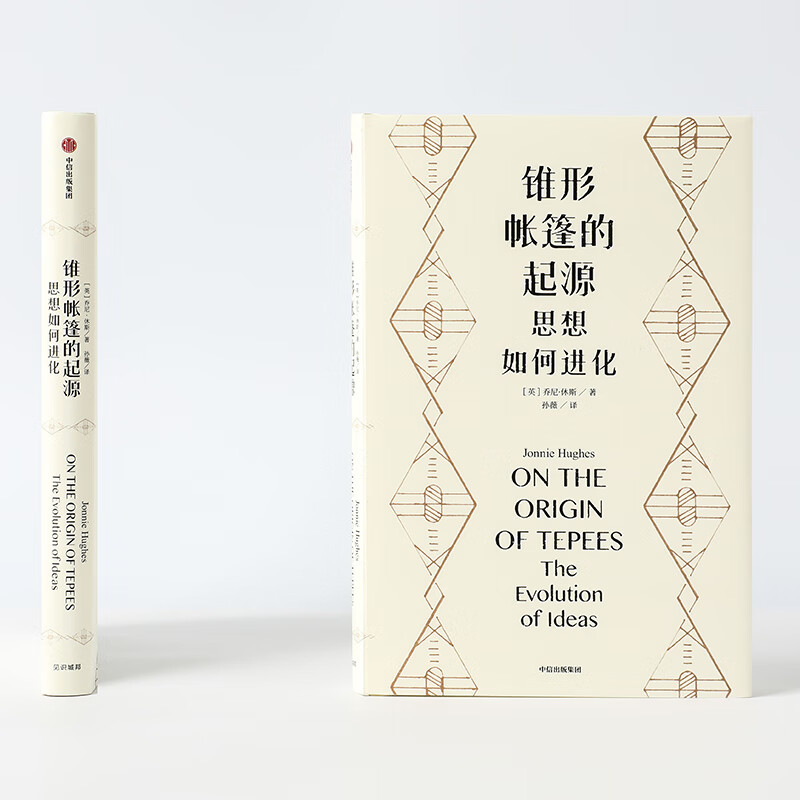 中信出版集团
锥形帐篷的起源
思想如何进化
［英］乔尼·休斯／著
孙薇／译
Jonnie Hughes
ON THE ORIGIN OF TEPEES
The Evolution of Ideas
见识城邦
锥形
帐篷的
起源
思想
如何进化
［英］乔尼·休斯／著
孙薇／译
Jonnie Hughes
ON THE
ORIGIN
OF TEPEES
The
Evolution
of Ideas
中信出版集团